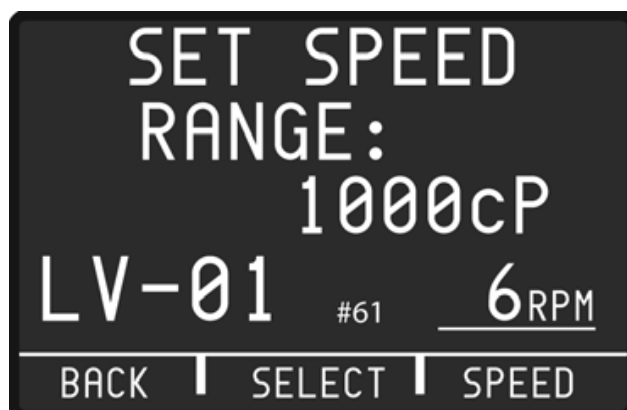 SET SPEED
RANGE:
1000cP
LV-01 #61 6RPM
BACK SELECT SPEED